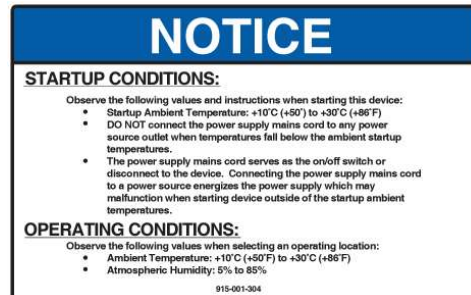 NOTICE
STARTUP CONDITIONS:
Observe the following values and instructions when starting this device:
• Startup Ambient Temperature: +10°C (+50°) to +30°C (+86°F)
• DO NOT connect the power supply mains cord to any power
source outlet when temperatures fall below the ambient startup
temperatures.
• The power supply mains cord serves as the on/off switch or
disconnect to the device. Connecting the power supply mains cord
to a power source energizes the power supply which may
malfunction when starting device outside of the startup ambient
temperatures.
OPERATING CONDITIONS:
Observe the following values when selecting an operating location:
• Ambient Temperature: +10°C (+50°F) to +30°C (+86°F)
• Atmospheric Humidity: 5% to 85%
915-001-304